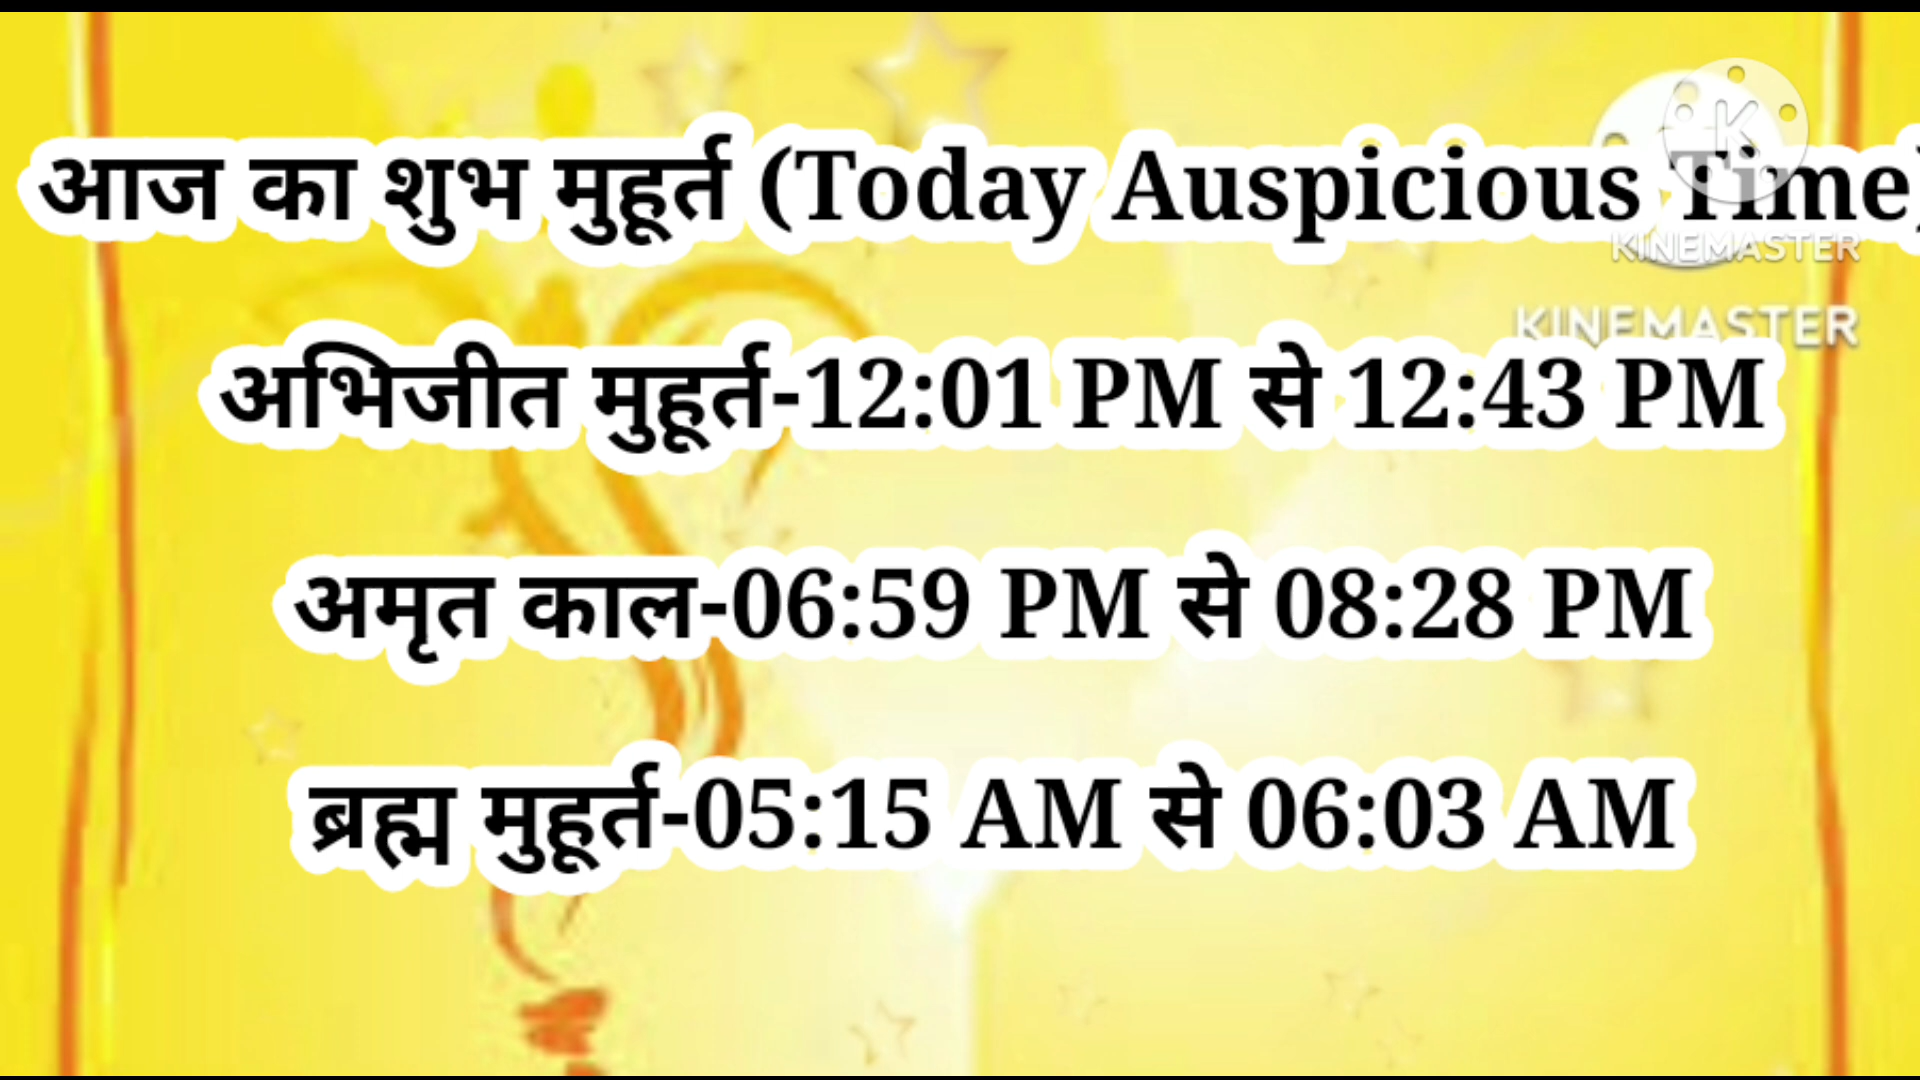 आज का शुभ मुहूर्त (Today Auspicious Time)
KINEMASTER
KINEMASTER
अभिजीत मुहूर्त-12:01 PM से 12:43 PM
अमृत काल-06:59 PM से 08:28 PM
ब्रह्म मुहूर्त-05:15 AM से 06:03 AM